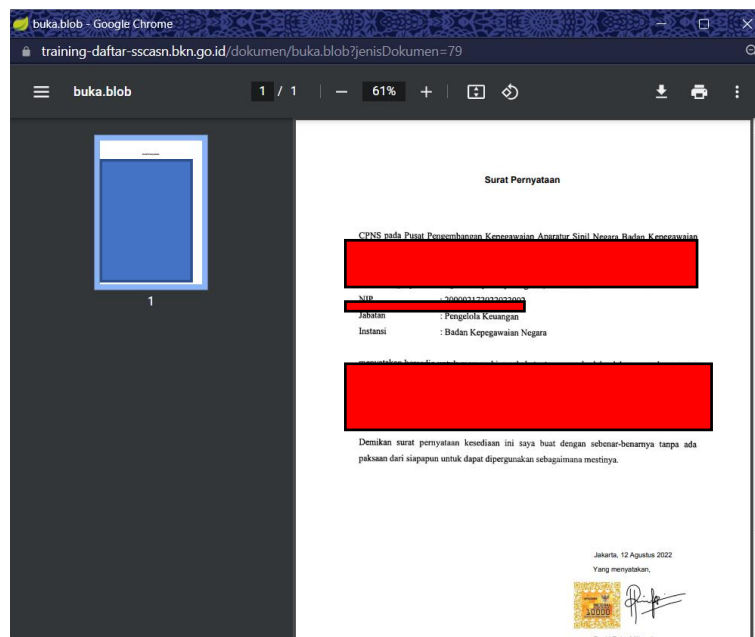 buka.blob - Google Chrome
training-daftar-sscasn.bkn.go.id/dokumen/buka.blob?jenisDokumen=79
buka.blob
1 / 1
61%
1
Surat Pernyataan
CPNS pada Pusat Pengembangan Kepegawaian Aparatur Sipil Negara Badan Kepegawaian
NIP :
Jabatan : Pengelola Keuangan
Instansi : Badan Kepegawaian Negara
Demikan surat pernyataan kesediaan ini saya buat dengan sebenar-benarnya tanpa ada
paksaan dari siapapun untuk dapat dipergunakan sebagaimana mestinya.
Jakarta, 12 Agustus 2022
Yang menyatakan,
10000